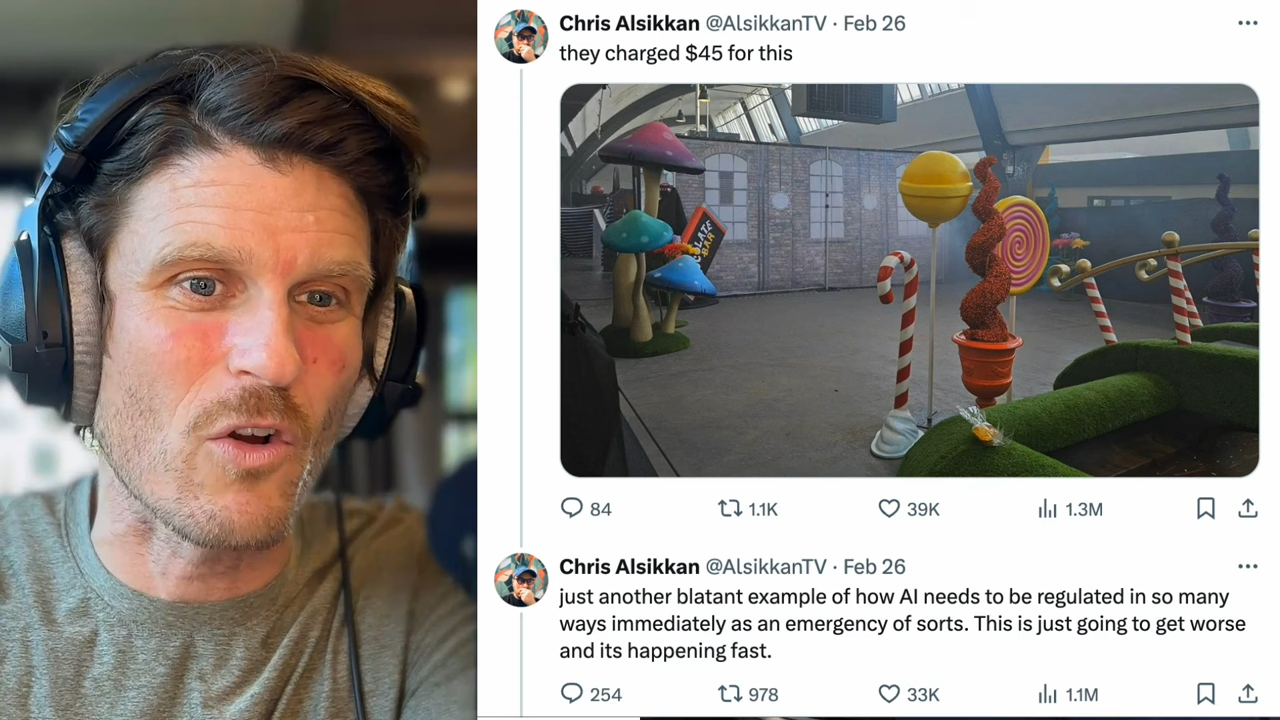 Chris Alsikkan @AlsikkanTV · Feb 26
they charged $45 for this
LATE
BAR
84 1.1K 39K 1.3M
Chris Alsikkan @AlsikkanTV · Feb 26
just another blatant example of how AI needs to be regulated in so many
ways immediately as an emergency of sorts. This is just going to get worse
and its happening fast.
254 978 33K 1.1M